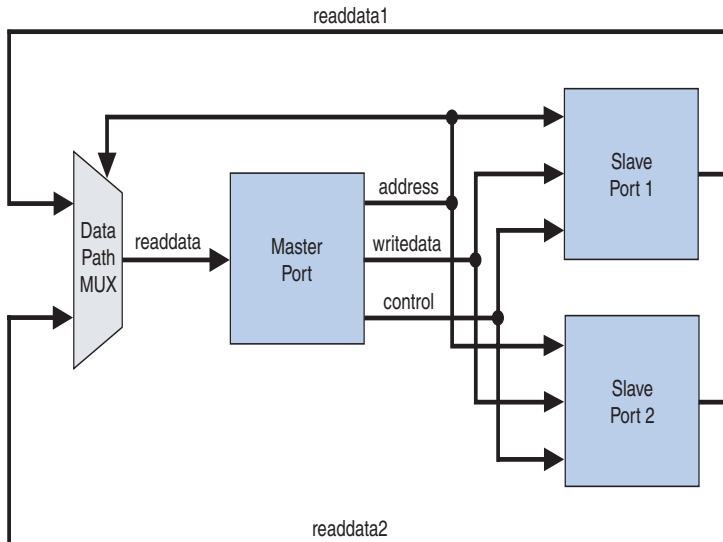 readdata1
Slave
Port 1
address
Data
Path
MUX
readdata
Master
Port
writedata
control
Slave
Port 2
readdata2